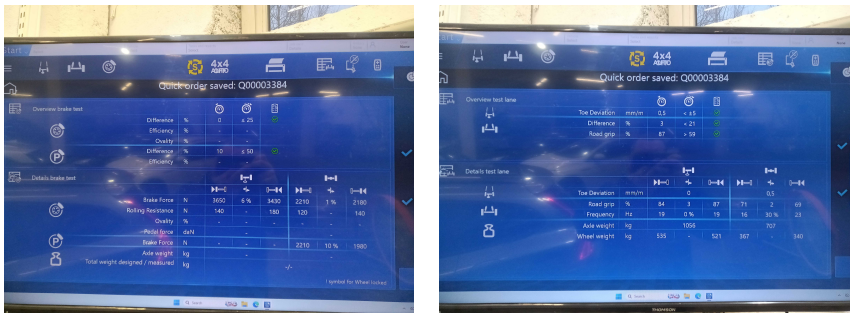 Start
4x4
Quick order saved: Q00003384
Overview brake test
Difference % 0 ≤ 25
Efficiency % - -
Ovality % - -
Difference % 10 ≤ 50
Efficiency % - -
Details brake test
Brake Force N 3650 6 % 3430 2210 1 % 2180
Rolling Resistance N 140 - 180 120 - 140
Ovality % - - - -
Pedal force daN - -
Brake Force N - - - 2210 10 % 1980
Axle weight kg - -
Total weight designed / measured kg -/-
! symbol for Wheel locked
Search
4x4
Quick order saved: Q00003384
Overview test lane
Toe Deviation mm/m 0,5 < ±5
Difference % 3 < 21
Road grip % 87 > 59
Details test lane
Toe Deviation mm/m 0 0,5
Road grip % 84 3 87 71 2 69
Frequency Hz 19 0 % 19 16 30 % 23
Axle weight kg 1056 707
Wheel weight kg 535 - 521 367 - 340
Search
THOMSON